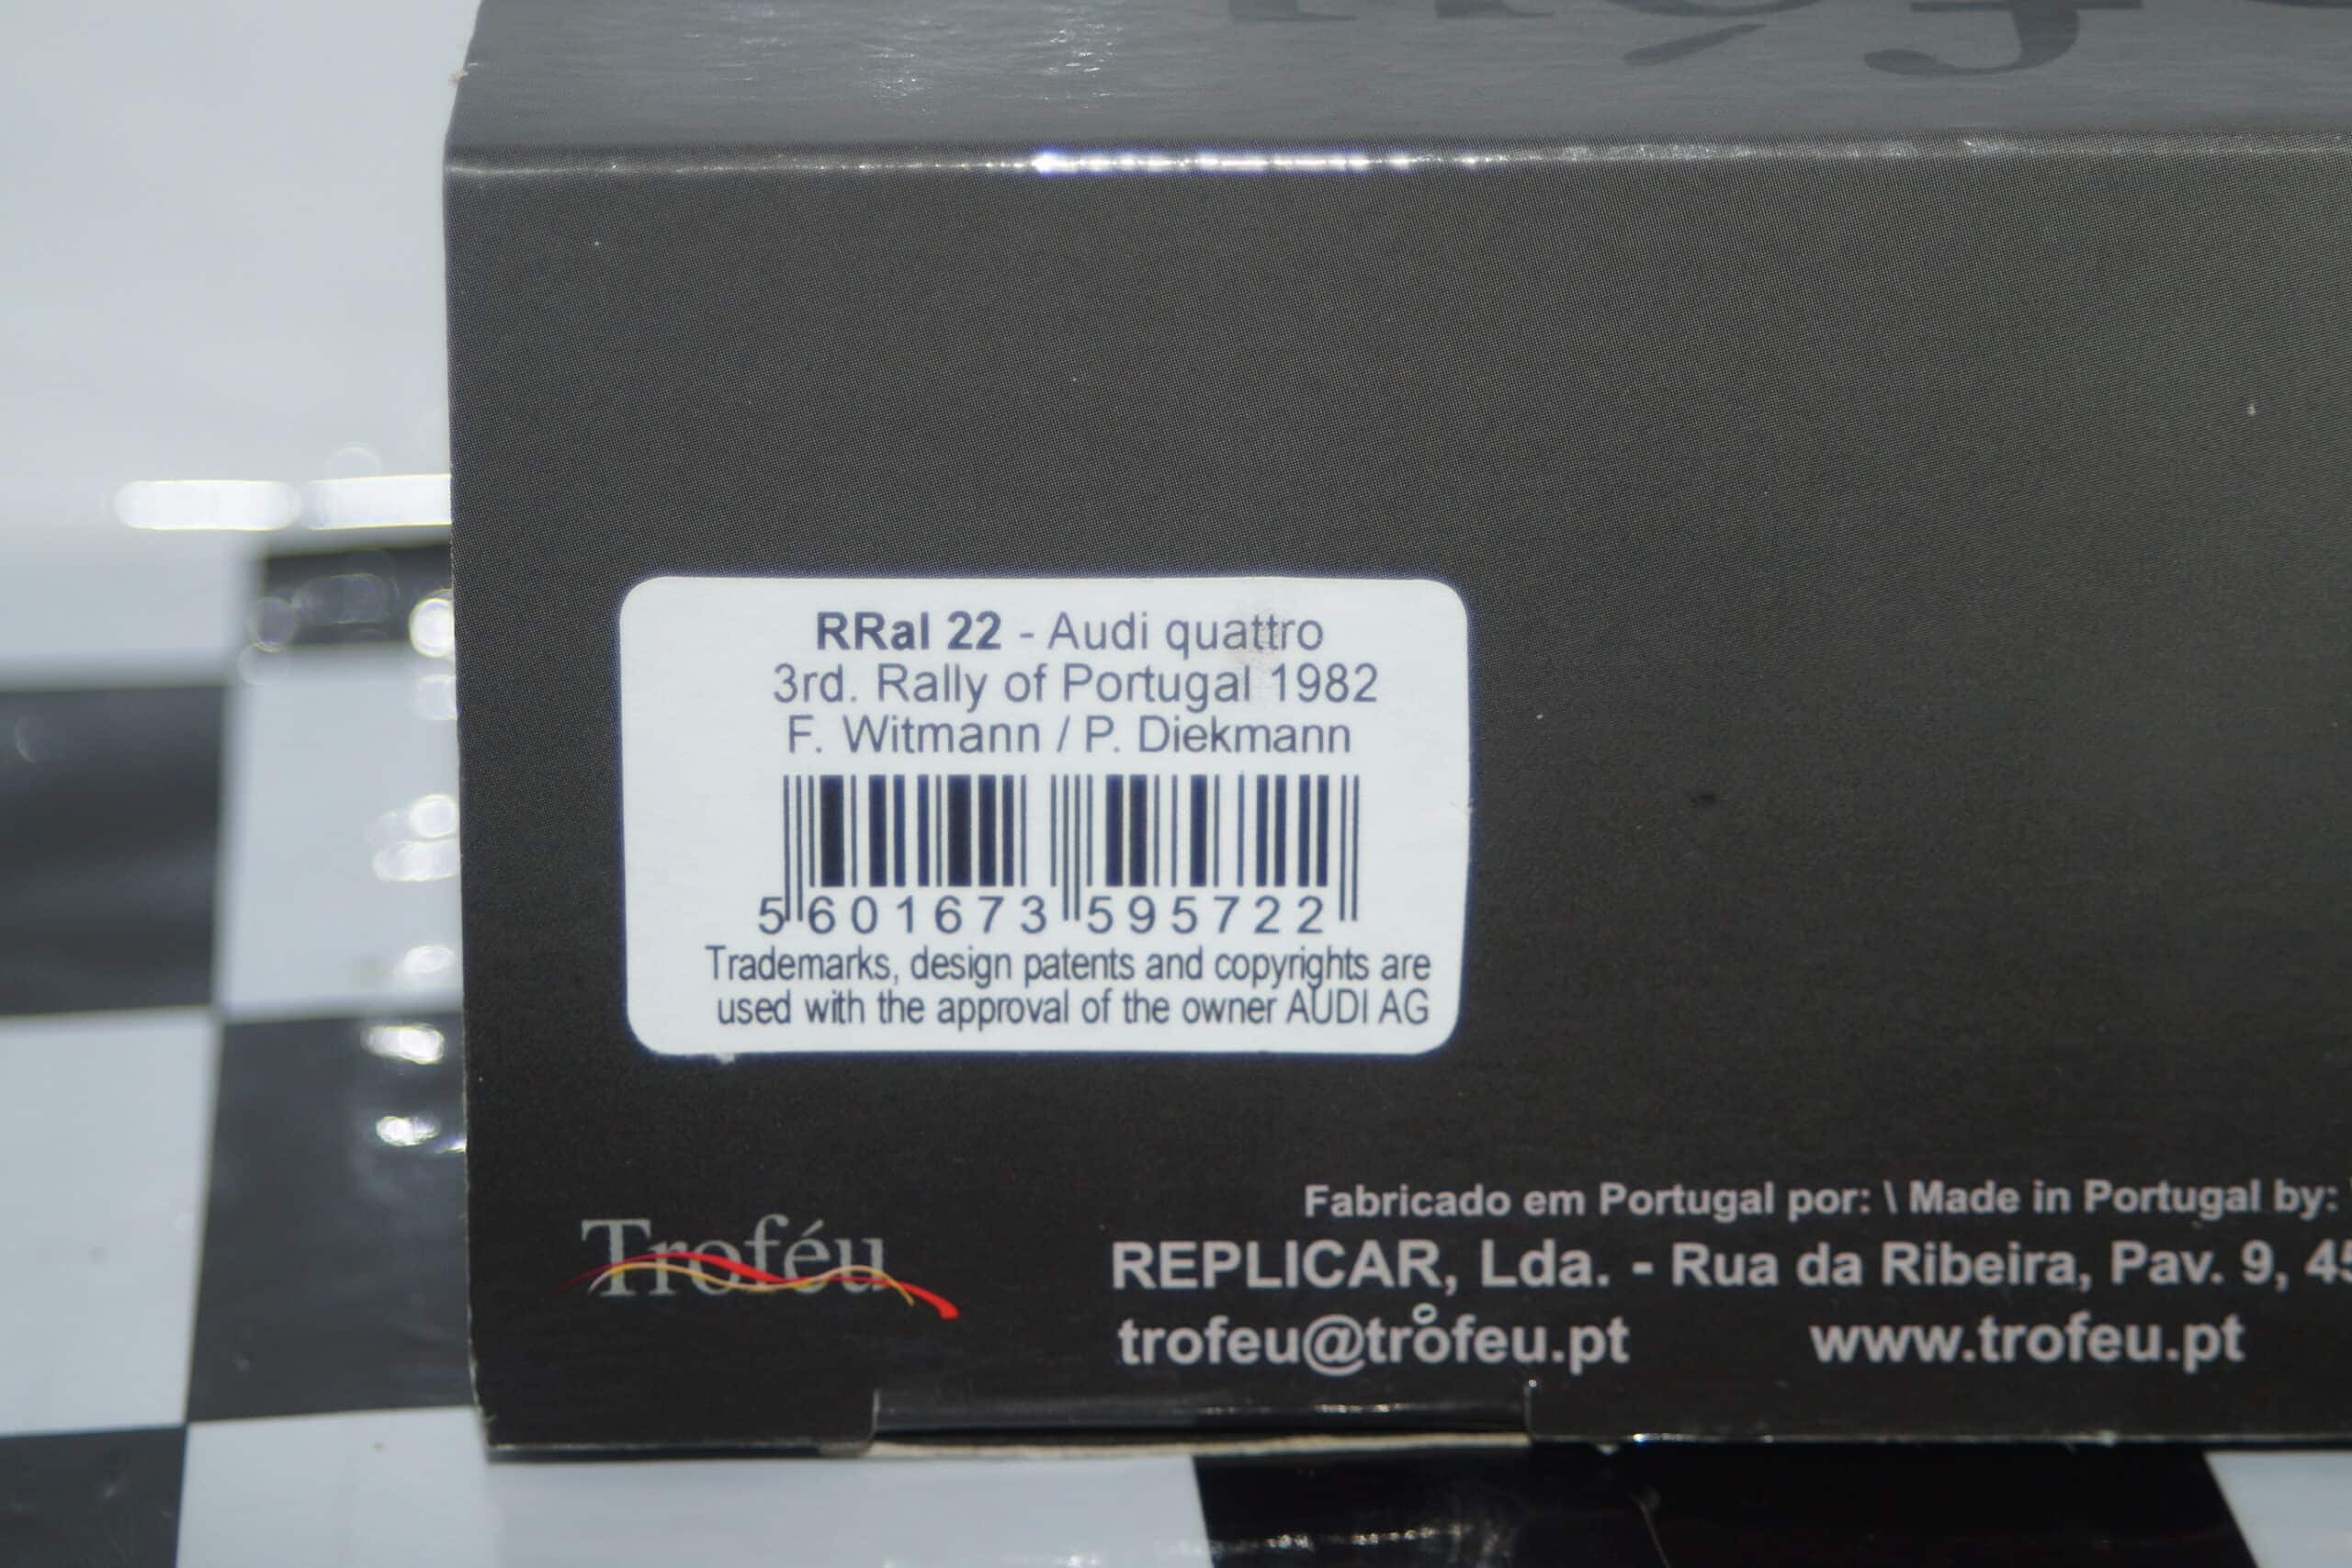 RRal 22 - Audi quattro
3rd. Rally of Portugal 1982
F. Witmann / P. Diekmann
5 601673 595722
Trademarks, design patents and copyrights are
used with the approval of the owner AUDI AG
Troféu
Fabricado em Portugal por: \ Made in Portugal by:
REPLICAR, Lda. - Rua da Ribeira, Pav. 9,
trofeu@trofeu.pt www.trofeu.pt